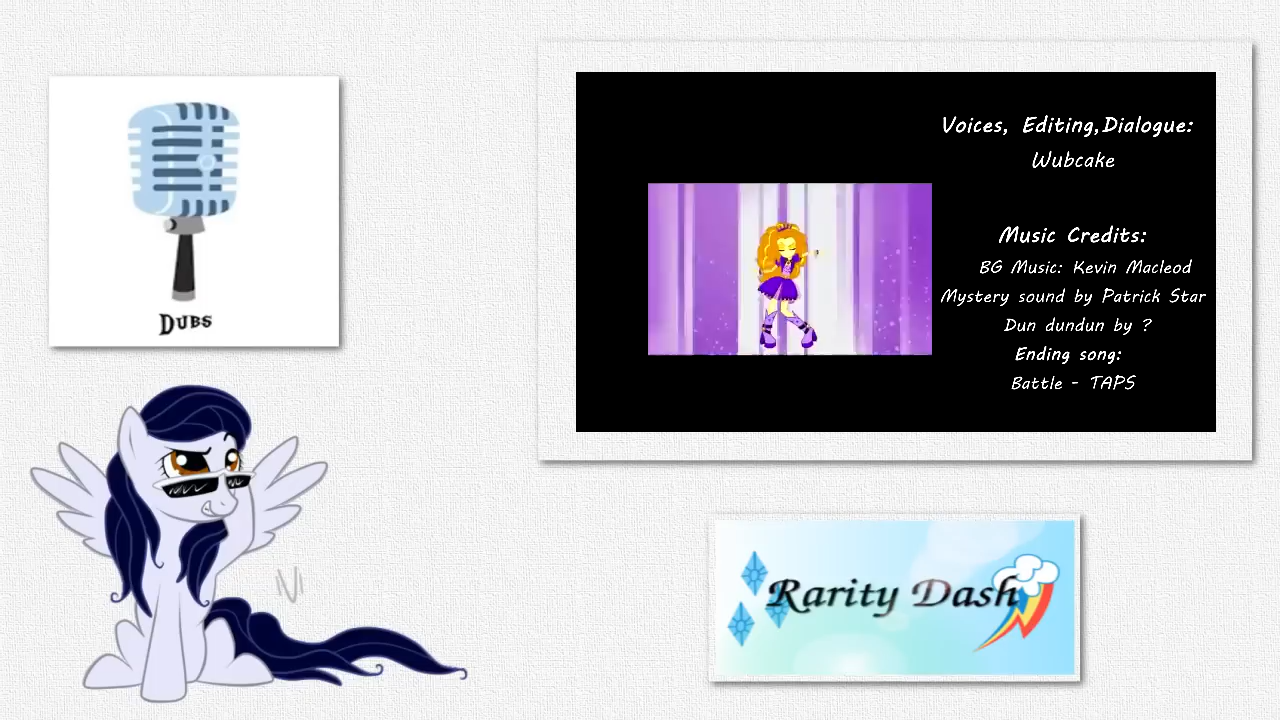 Dubs
Voices, Editing,Dialogue:
Wubcake
Music Credits:
BG Music: Kevin Macleod
Mystery sound by Patrick Star
Dun dundun by ?
Ending song:
Battle - TAPS
Rarity Dash